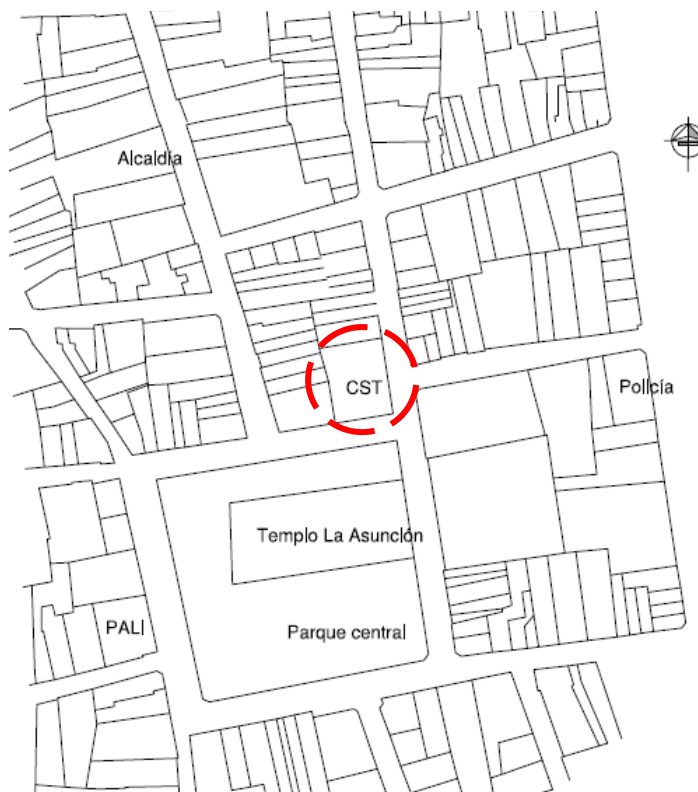 Alcaldía
CST
Policía
Templo La Asunción
PALI
Parque central